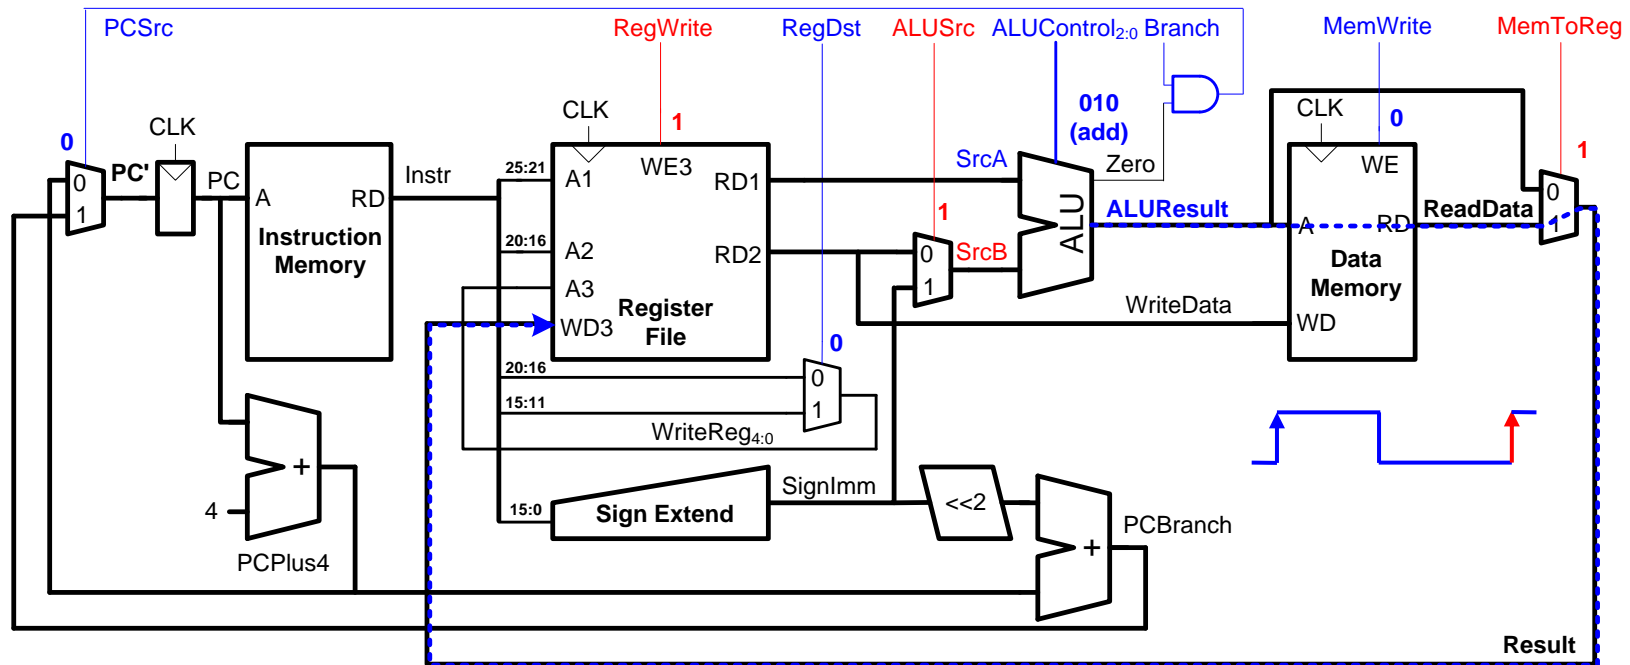 PCSrc
RegWrite
RegDst
ALUSrc
ALUControl2:0 Branch
MemWrite
MemToReg
0
CLK
PC'
PC
0
1
A
RD
Instruction
Memory
Instr
CLK
1
25:21
A1
WE3
RD1
20:16
A2
RD2
A3
WD3
Register
File
0
20:16
0
15:11
1
WriteReg4:0
SrcA
1
0
1
SrcB
010
(add)
ALU
Zero
ALUResult
CLK
0
WE
A
RD
Data
Memory
WriteData
WD
ReadData
1
0
1
4
+
PCPlus4
15:0
Sign Extend
SignImm
<<2
+
PCBranch
Result